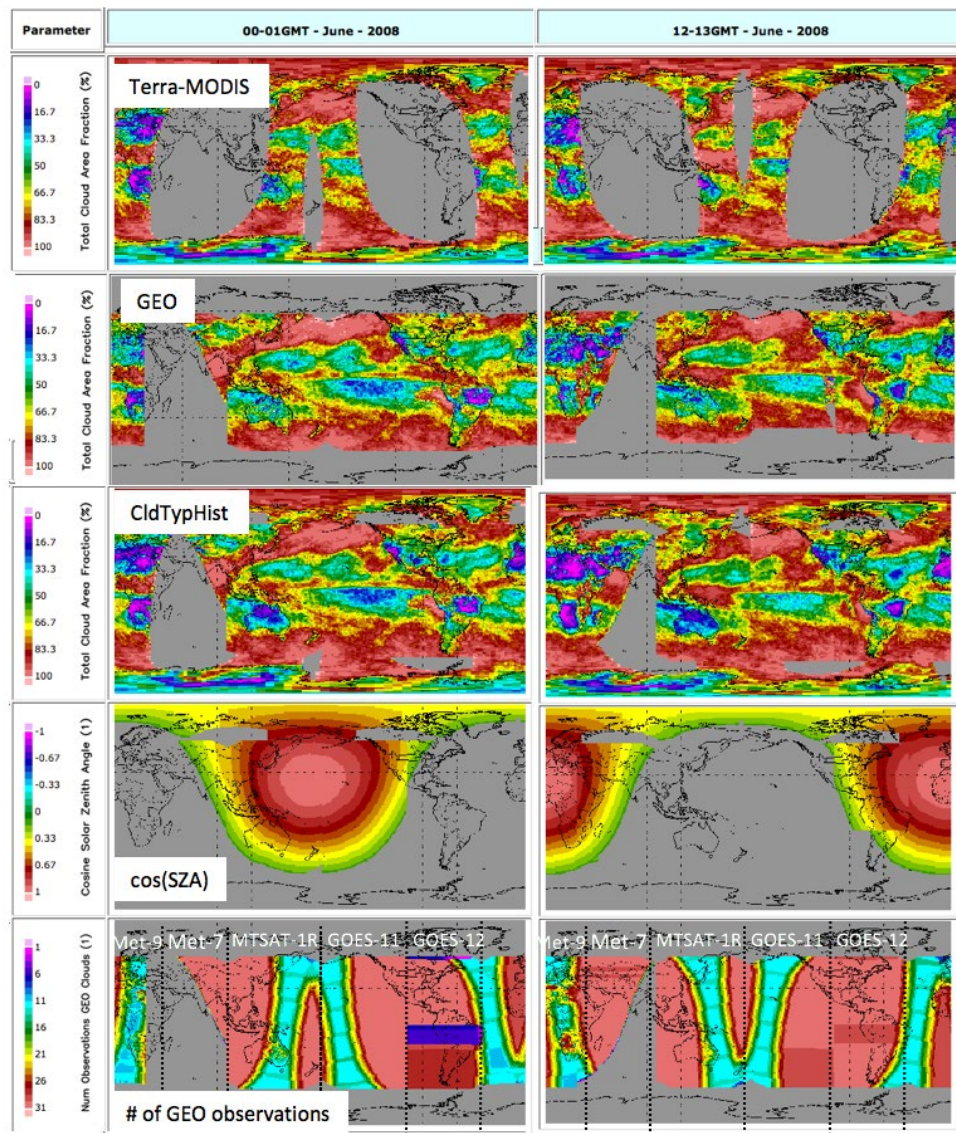 Parameter
00-01GMT - June - 2008
12-13GMT - June - 2008
0
16.7
33.3
50
66.7
83.3
100
Total Cloud Area Fraction (%)
Terra-MODIS
0
16.7
33.3
50
66.7
83.3
100
Total Cloud Area Fraction (%)
GEO
0
16.7
33.3
50
66.7
83.3
100
Total Cloud Area Fraction (%)
CldTypHist
-1
-0.67
-0.33
0
0.33
0.67
1
Cosine Solar Zenith Angle (1)
cos(SZA)
1
6
11
16
21
26
31
Num Observations GEO Clouds (1)
Met-9 Met-7 MTSAT-1R GOES-11 GOES-12
Met-9 Met-7 MTSAT-1R GOES-11 GOES-12
# of GEO observations